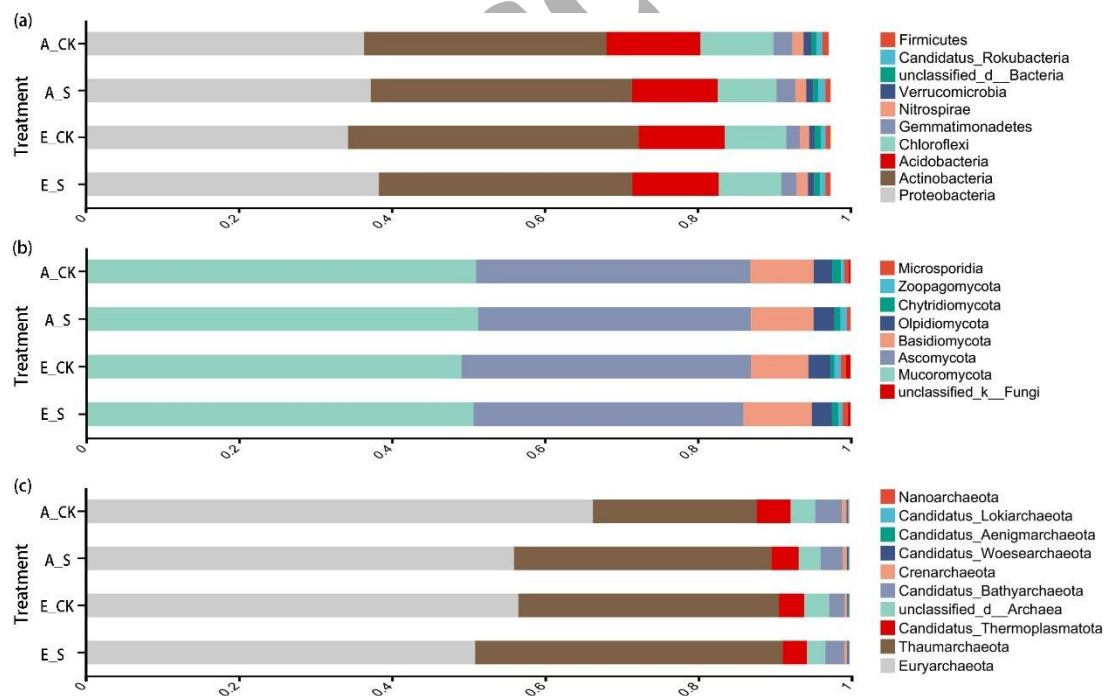 (a)
Treatment
A_CK
A_S
E_CK
E_S
0
0.2
0.4
0.6
0.8
1
Firmicutes
Candidatus_Rokubacteria
unclassified_d__Bacteria
Verrucomicrobia
Nitrospirae
Gemmatimonadetes
Chloroflexi
Acidobacteria
Actinobacteria
Proteobacteria
(b)
Treatment
A_CK
A_S
E_CK
E_S
0
0.2
0.4
0.6
0.8
1
Microsporidia
Zoopagomycota
Chytridiomycota
Olpidiomycota
Basidiomycota
Ascomycota
Mucoromycota
unclassified_k__Fungi
(c)
Treatment
A_CK
A_S
E_CK
E_S
0
0.2
0.4
0.6
0.8
1
Nanoarchaeota
Candidatus_Lokiarchaeota
Candidatus_Aenigmarchaeota
Candidatus_Woesearchaeota
Crenarchaeota
Candidatus_Bathyarchaeota
unclassified_d__Archaea
Candidatus_Thermoplasmatota
Thaumarchaeota
Euryarchaeota